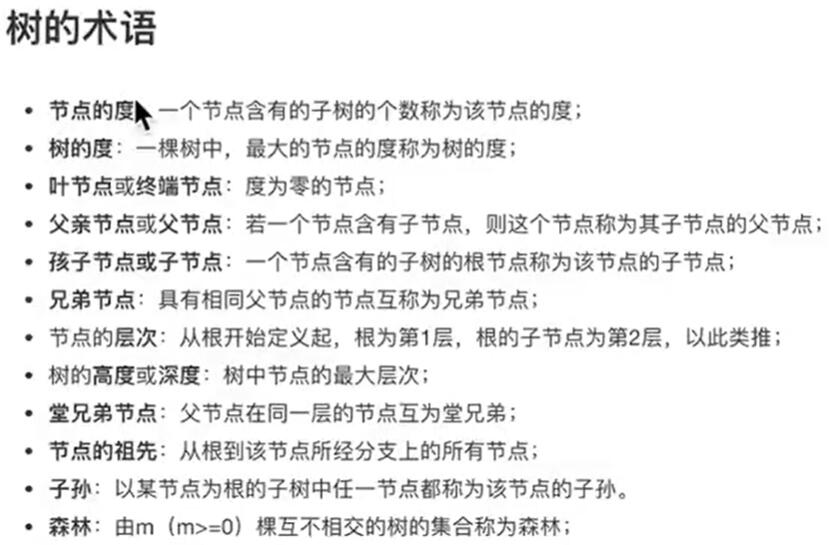 树的术语
• 节点的度 一个节点含有的子树的个数称为该节点的度；
• 树的度：一棵树中，最大的节点的度称为树的度；
• 叶节点或终端节点：度为零的节点；
• 父亲节点或父节点：若一个节点含有子节点，则这个节点称为其子节点的父节点；
• 孩子节点或子节点：一个节点含有的子树的根节点称为该节点的子节点；
• 兄弟节点：具有相同父节点的节点互称为兄弟节点；
• 节点的层次：从根开始定义起，根为第1层，根的子节点为第2层，以此类推；
• 树的高度或深度：树中节点的最大层次；
• 堂兄弟节点：父节点在同一层的节点互为堂兄弟；
• 节点的祖先：从根到该节点所经分支上的所有节点；
• 子孙：以某节点为根的子树中任一节点都称为该节点的子孙。
• 森林：由m（m>=0）棵互不相交的树的集合称为森林；